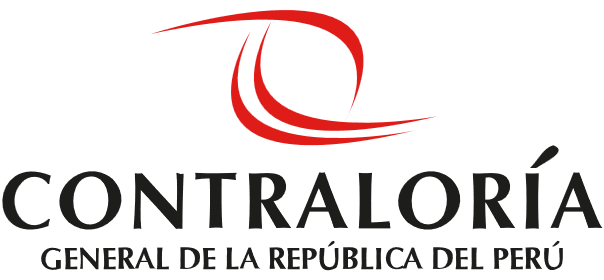 CONTRALORÍA
GENERAL DE LA REPÚBLICA DEL PERÚ